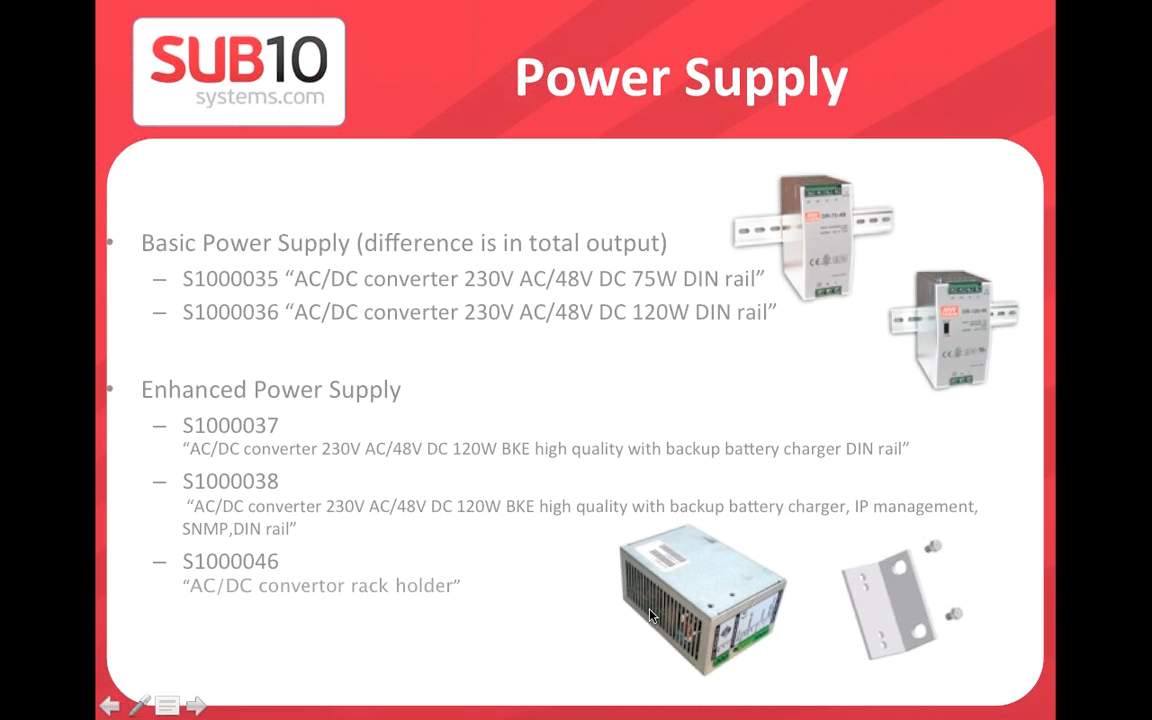 SUB10
systems.com
Power Supply
• Basic Power Supply (difference is in total output)
– S1000035 “AC/DC converter 230V AC/48V DC 75W DIN rail”
– S1000036 “AC/DC converter 230V AC/48V DC 120W DIN rail”
• Enhanced Power Supply
– S1000037
“AC/DC converter 230V AC/48V DC 120W BKE high quality with backup battery charger DIN rail”
– S1000038
“AC/DC converter 230V AC/48V DC 120W BKE high quality with backup battery charger, IP management,
SNMP,DIN rail”
– S1000046
“AC/DC convertor rack holder”